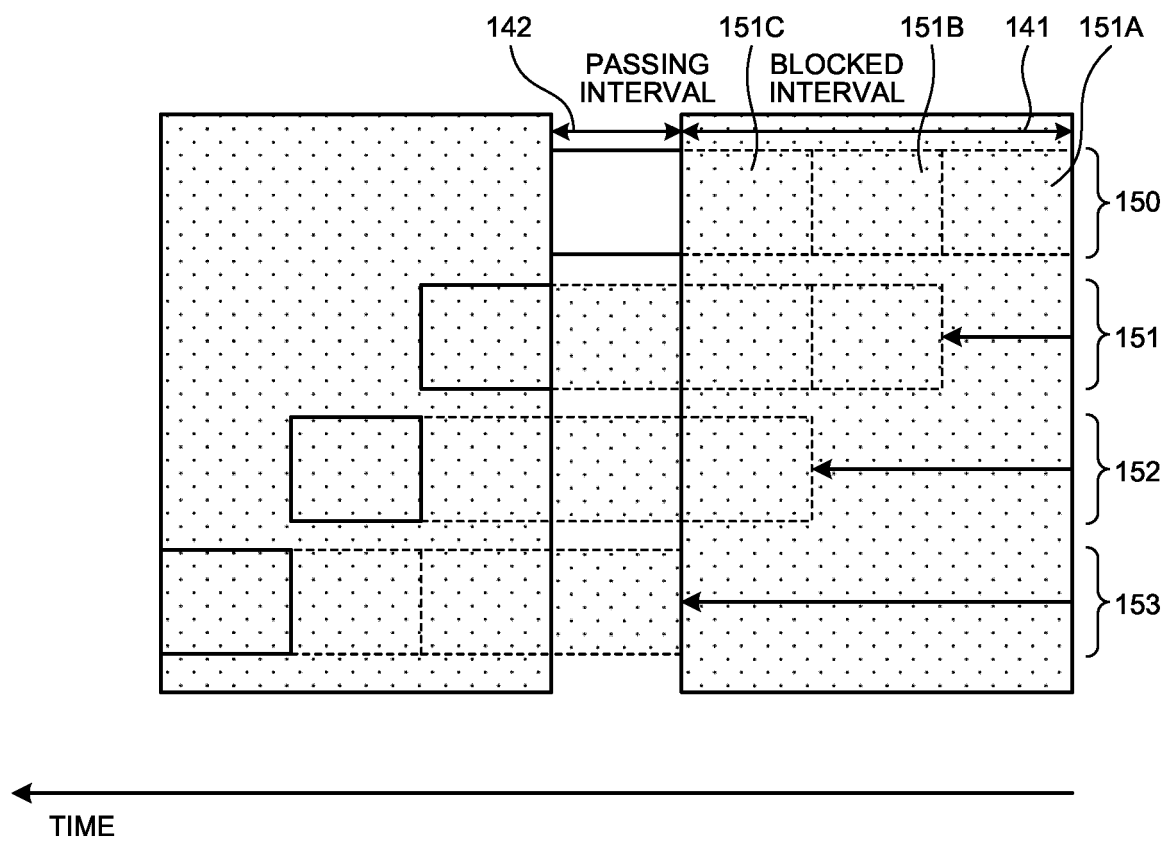 142 151C 151B 141 151A
PASSING INTERVAL
BLOCKED INTERVAL
150
151
152
153
TIME